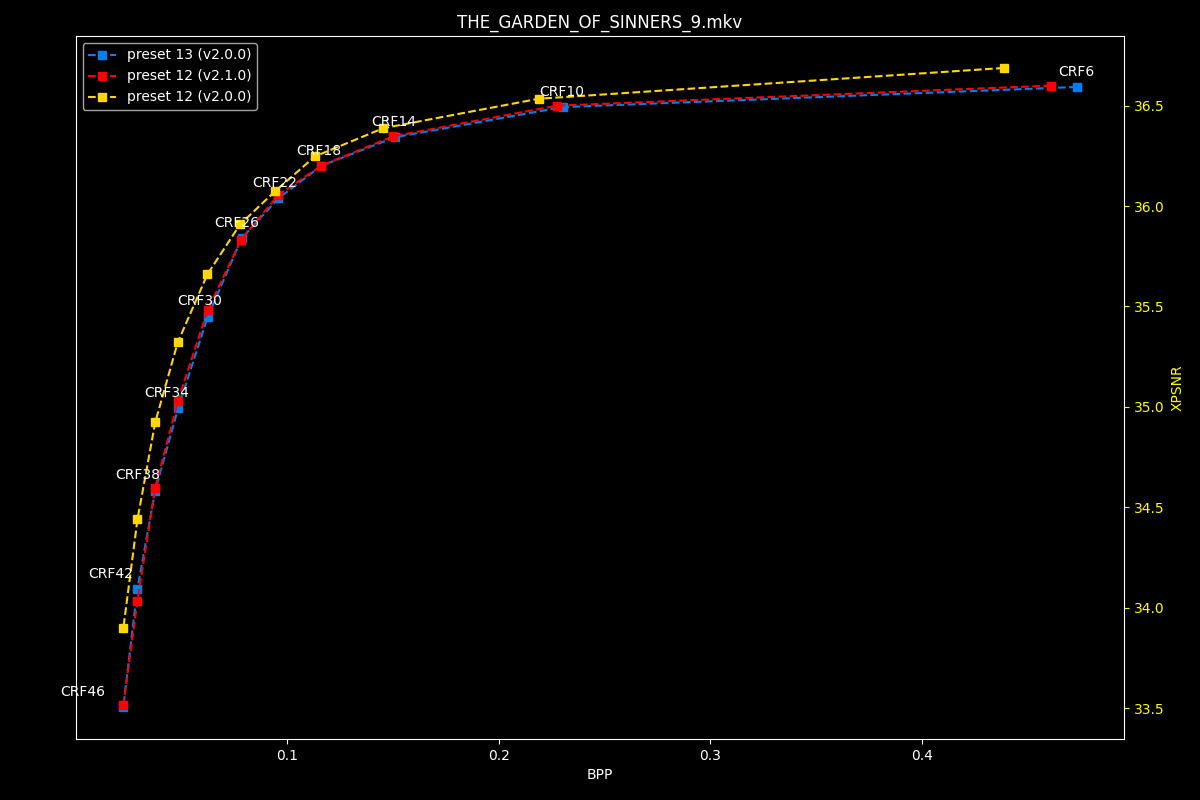 THE_GARDEN_OF_SINNERS_9.mkv
preset 13 (v2.0.0)
preset 12 (v2.1.0)
preset 12 (v2.0.0)
CRF6
CRF10
CRF14
CRF18
CRF22
CRF26
CRF30
CRF34
CRF38
CRF42
CRF46
36.5
36.0
35.5
35.0
34.5
34.0
33.5
XPSNR
0.1
0.2
0.3
0.4
BPP